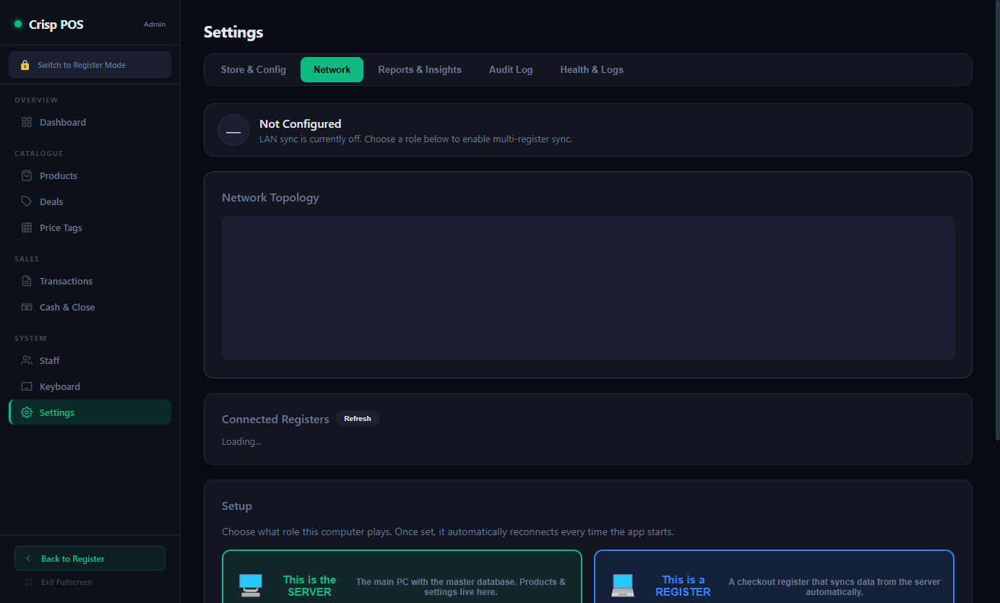 Crisp POS
Admin
Switch to Register Mode
OVERVIEW
Dashboard
CATALOGUE
Products
Deals
Price Tags
SALES
Transactions
Cash & Close
SYSTEM
Staff
Keyboard
Settings
Back to Register
Exit Fullscreen
Settings
Store & Config
Network
Reports & Insights
Audit Log
Health & Logs
Not Configured
LAN sync is currently off. Choose a role below to enable multi-register sync.
Network Topology
Connected Registers
Refresh
Loading...
Setup
Choose what role this computer plays. Once set, it automatically reconnects every time the app starts.
This is the
SERVER
The main PC with the master database. Products &
settings live here.
This is a
REGISTER
A checkout register that syncs data from the server
automatically.